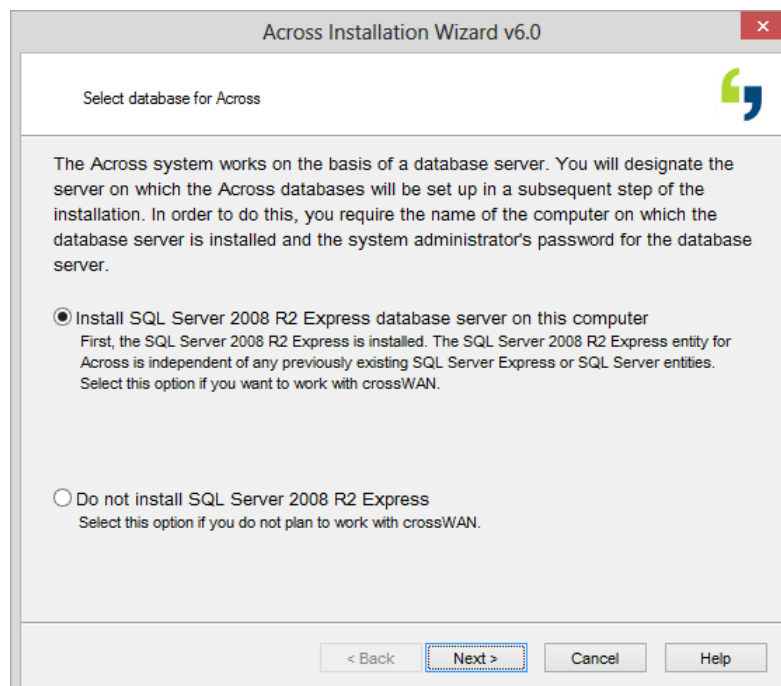 Across Installation Wizard v6.0
Select database for Across
The Across system works on the basis of a database server. You will designate the
server on which the Across databases will be set up in a subsequent step of the
installation. In order to do this, you require the name of the computer on which the
database server is installed and the system administrator's password for the database
server.
Install SQL Server 2008 R2 Express database server on this computer
First, the SQL Server 2008 R2 Express is installed. The SQL Server 2008 R2 Express entity for
Across is independent of any previously existing SQL Server Express or SQL Server entities.
Select this option if you want to work with crossWAN.
Do not install SQL Server 2008 R2 Express
Select this option if you do not plan to work with crossWAN.
< Back Next > Cancel Help